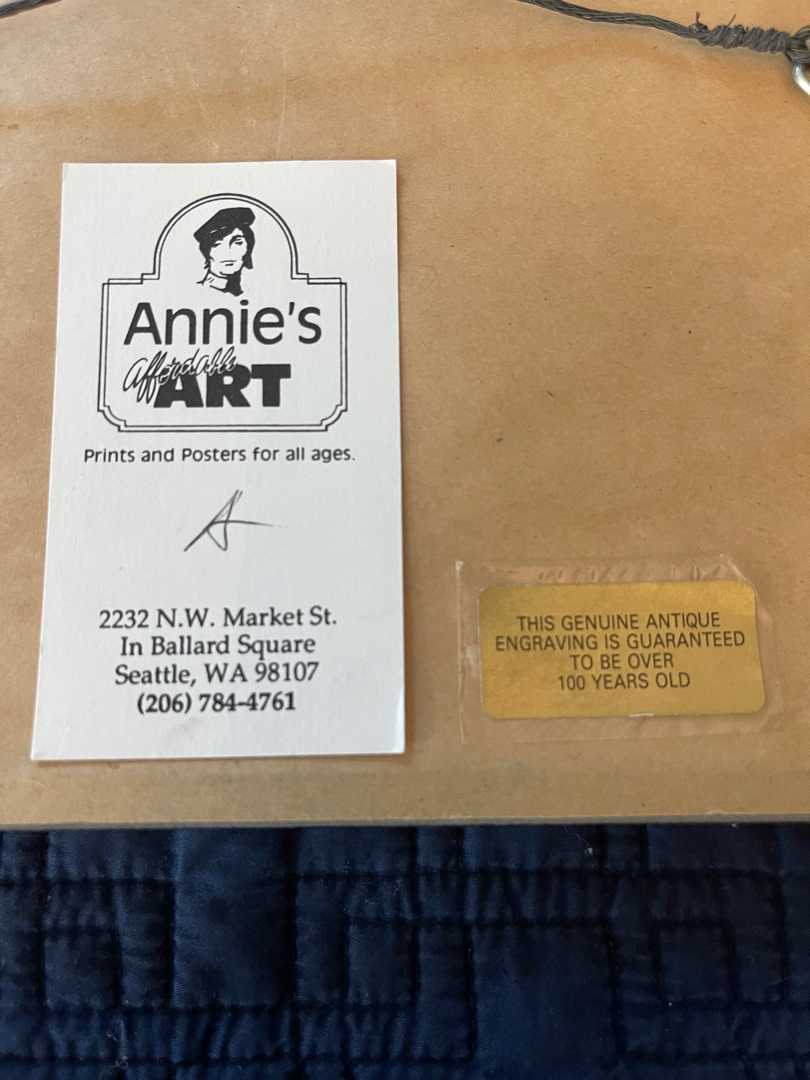 Annie's
affordable
ART
Prints and Posters for all ages.
A
2232 N.W. Market St.
In Ballard Square
Seattle, WA 98107
(206) 784-4761
THIS GENUINE ANTIQUE
ENGRAVING IS GUARANTEED
TO BE OVER
100 YEARS OLD